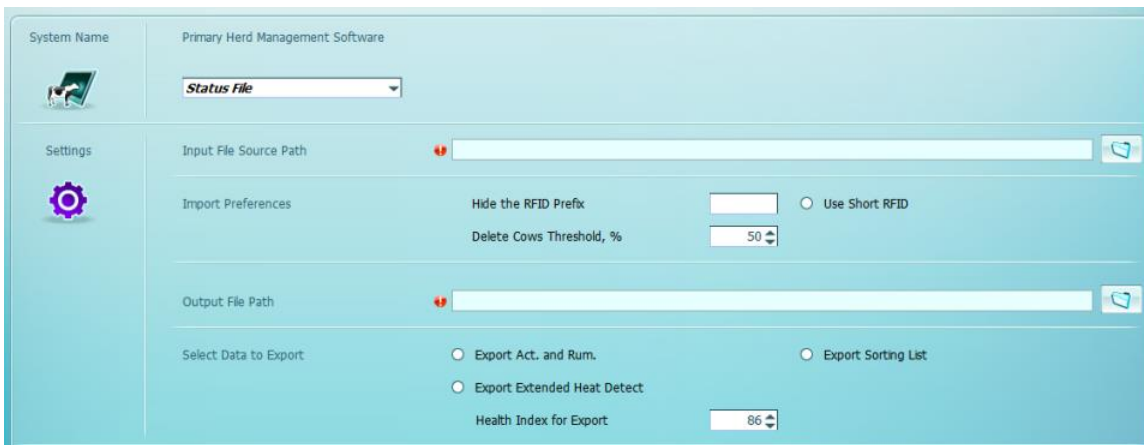 System Name
Primary Herd Management Software
Status File
Settings
Input File Source Path
Import Preferences
Hide the RFID Prefix
Use Short RFID
Delete Cows Threshold, %
50
Output File Path
Select Data to Export
Export Act. and Rum.
Export Sorting List
Export Extended Heat Detect
Health Index for Export
86